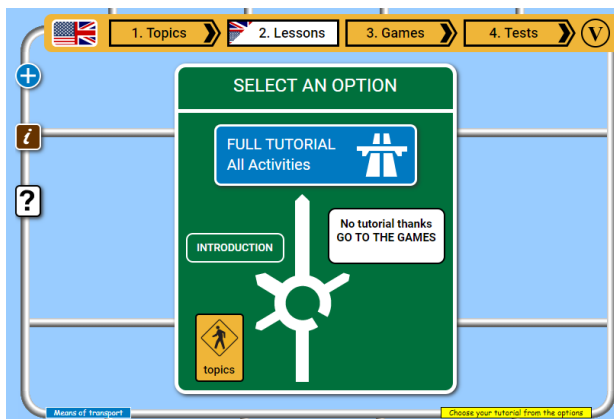 1. Topics
2. Lessons
3. Games
4. Tests
V
+
i
SELECT AN OPTION
?
FULL TUTORIAL
All Activities
No tutorial thanks
GO TO THE GAMES
INTRODUCTION
topics
Means of transport
Choose your tutorial from the options